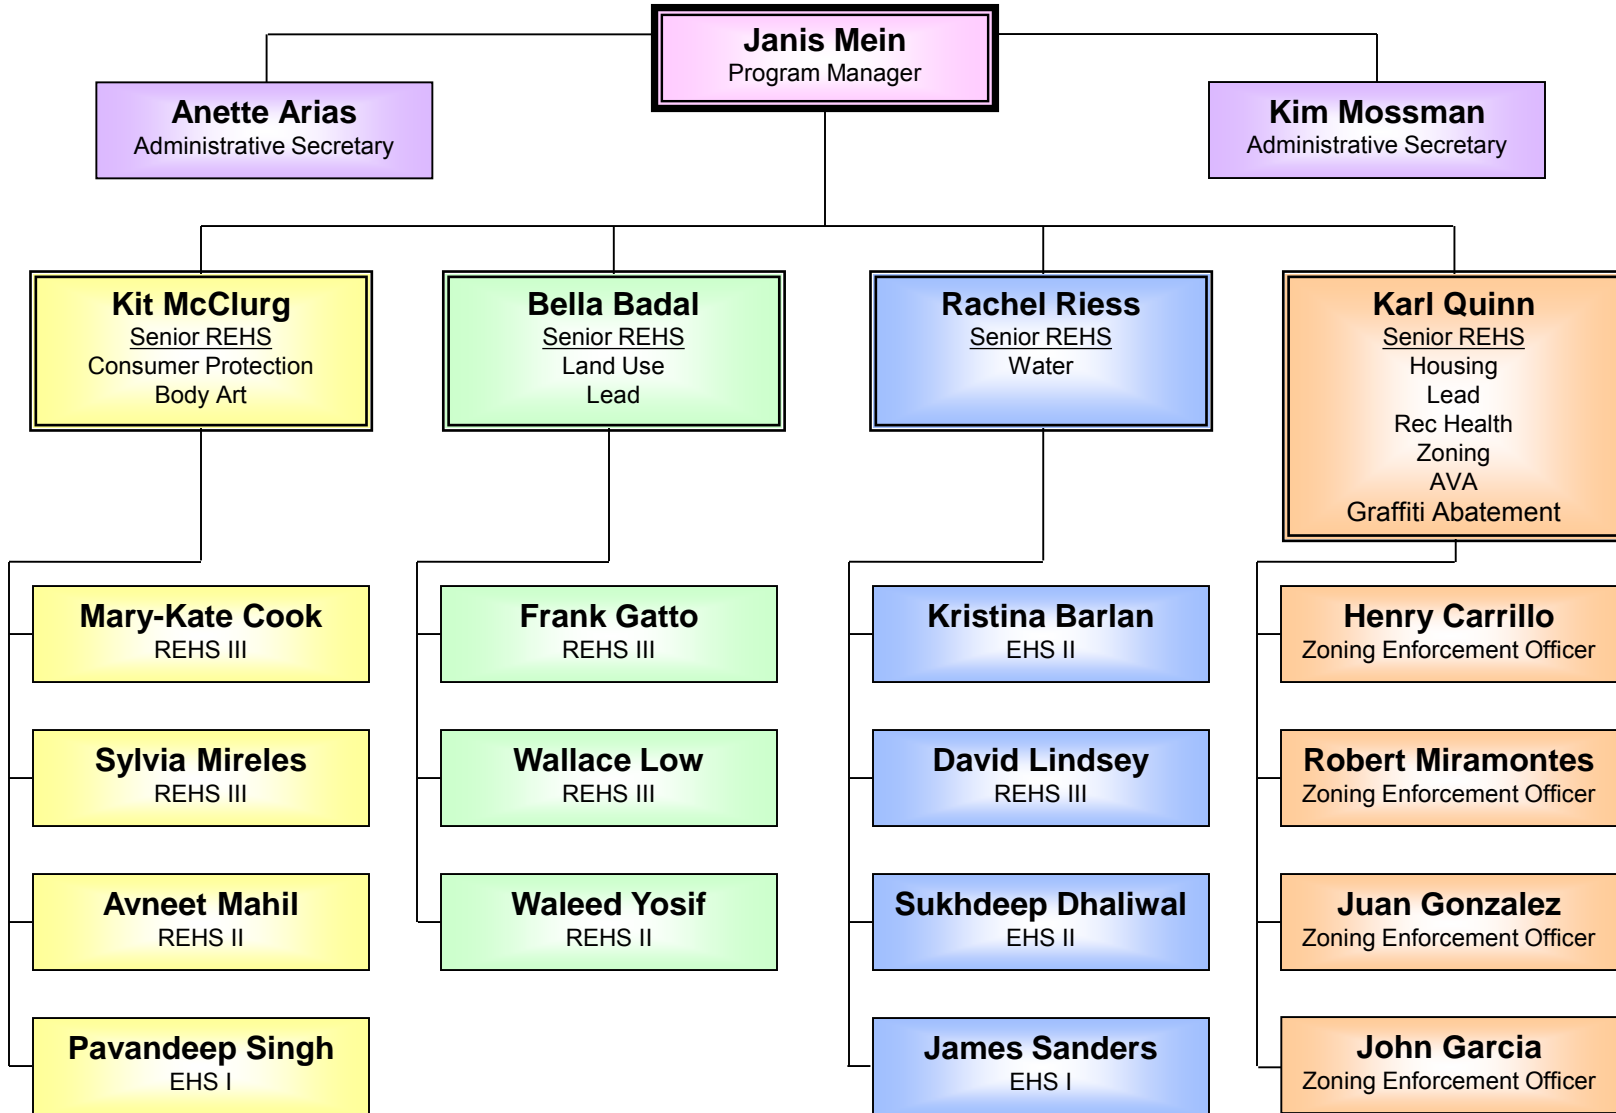 Janis Mein
Program Manager
Anette Arias
Administrative Secretary
Kim Mossman
Administrative Secretary
Kit McClurg
Senior REHS
Consumer Protection
Body Art
Bella Badal
Senior REHS
Land Use
Lead
Rachel Riess
Senior REHS
Water
Karl Quinn
Senior REHS
Housing
Lead
Rec Health
Zoning
AVA
Graffiti Abatement
Mary-Kate Cook
REHS III
Sylvia Mireles
REHS III
Avneet Mahil
REHS II
Pavandeep Singh
EHS I
Frank Gatto
REHS III
Wallace Low
REHS III
Waleed Yosif
REHS II
Kristina Barlan
EHS II
David Lindsey
REHS III
Sukhdeep Dhaliwal
EHS II
James Sanders
EHS I
Henry Carrillo
Zoning Enforcement Officer
Robert Miramontes
Zoning Enforcement Officer
Juan Gonzalez
Zoning Enforcement Officer
John Garcia
Zoning Enforcement Officer